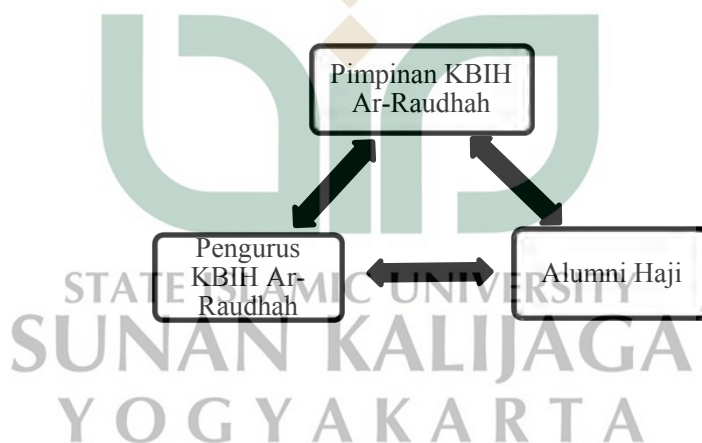 Pimpinan KBIH
Ar-Raudhah
Pengurus
KBIH Ar-
Raudhah
Alumni Haji
STATE ISLAMIC UNIVERSITY
SUNAN KALIJAGA
YOGYAKARTA